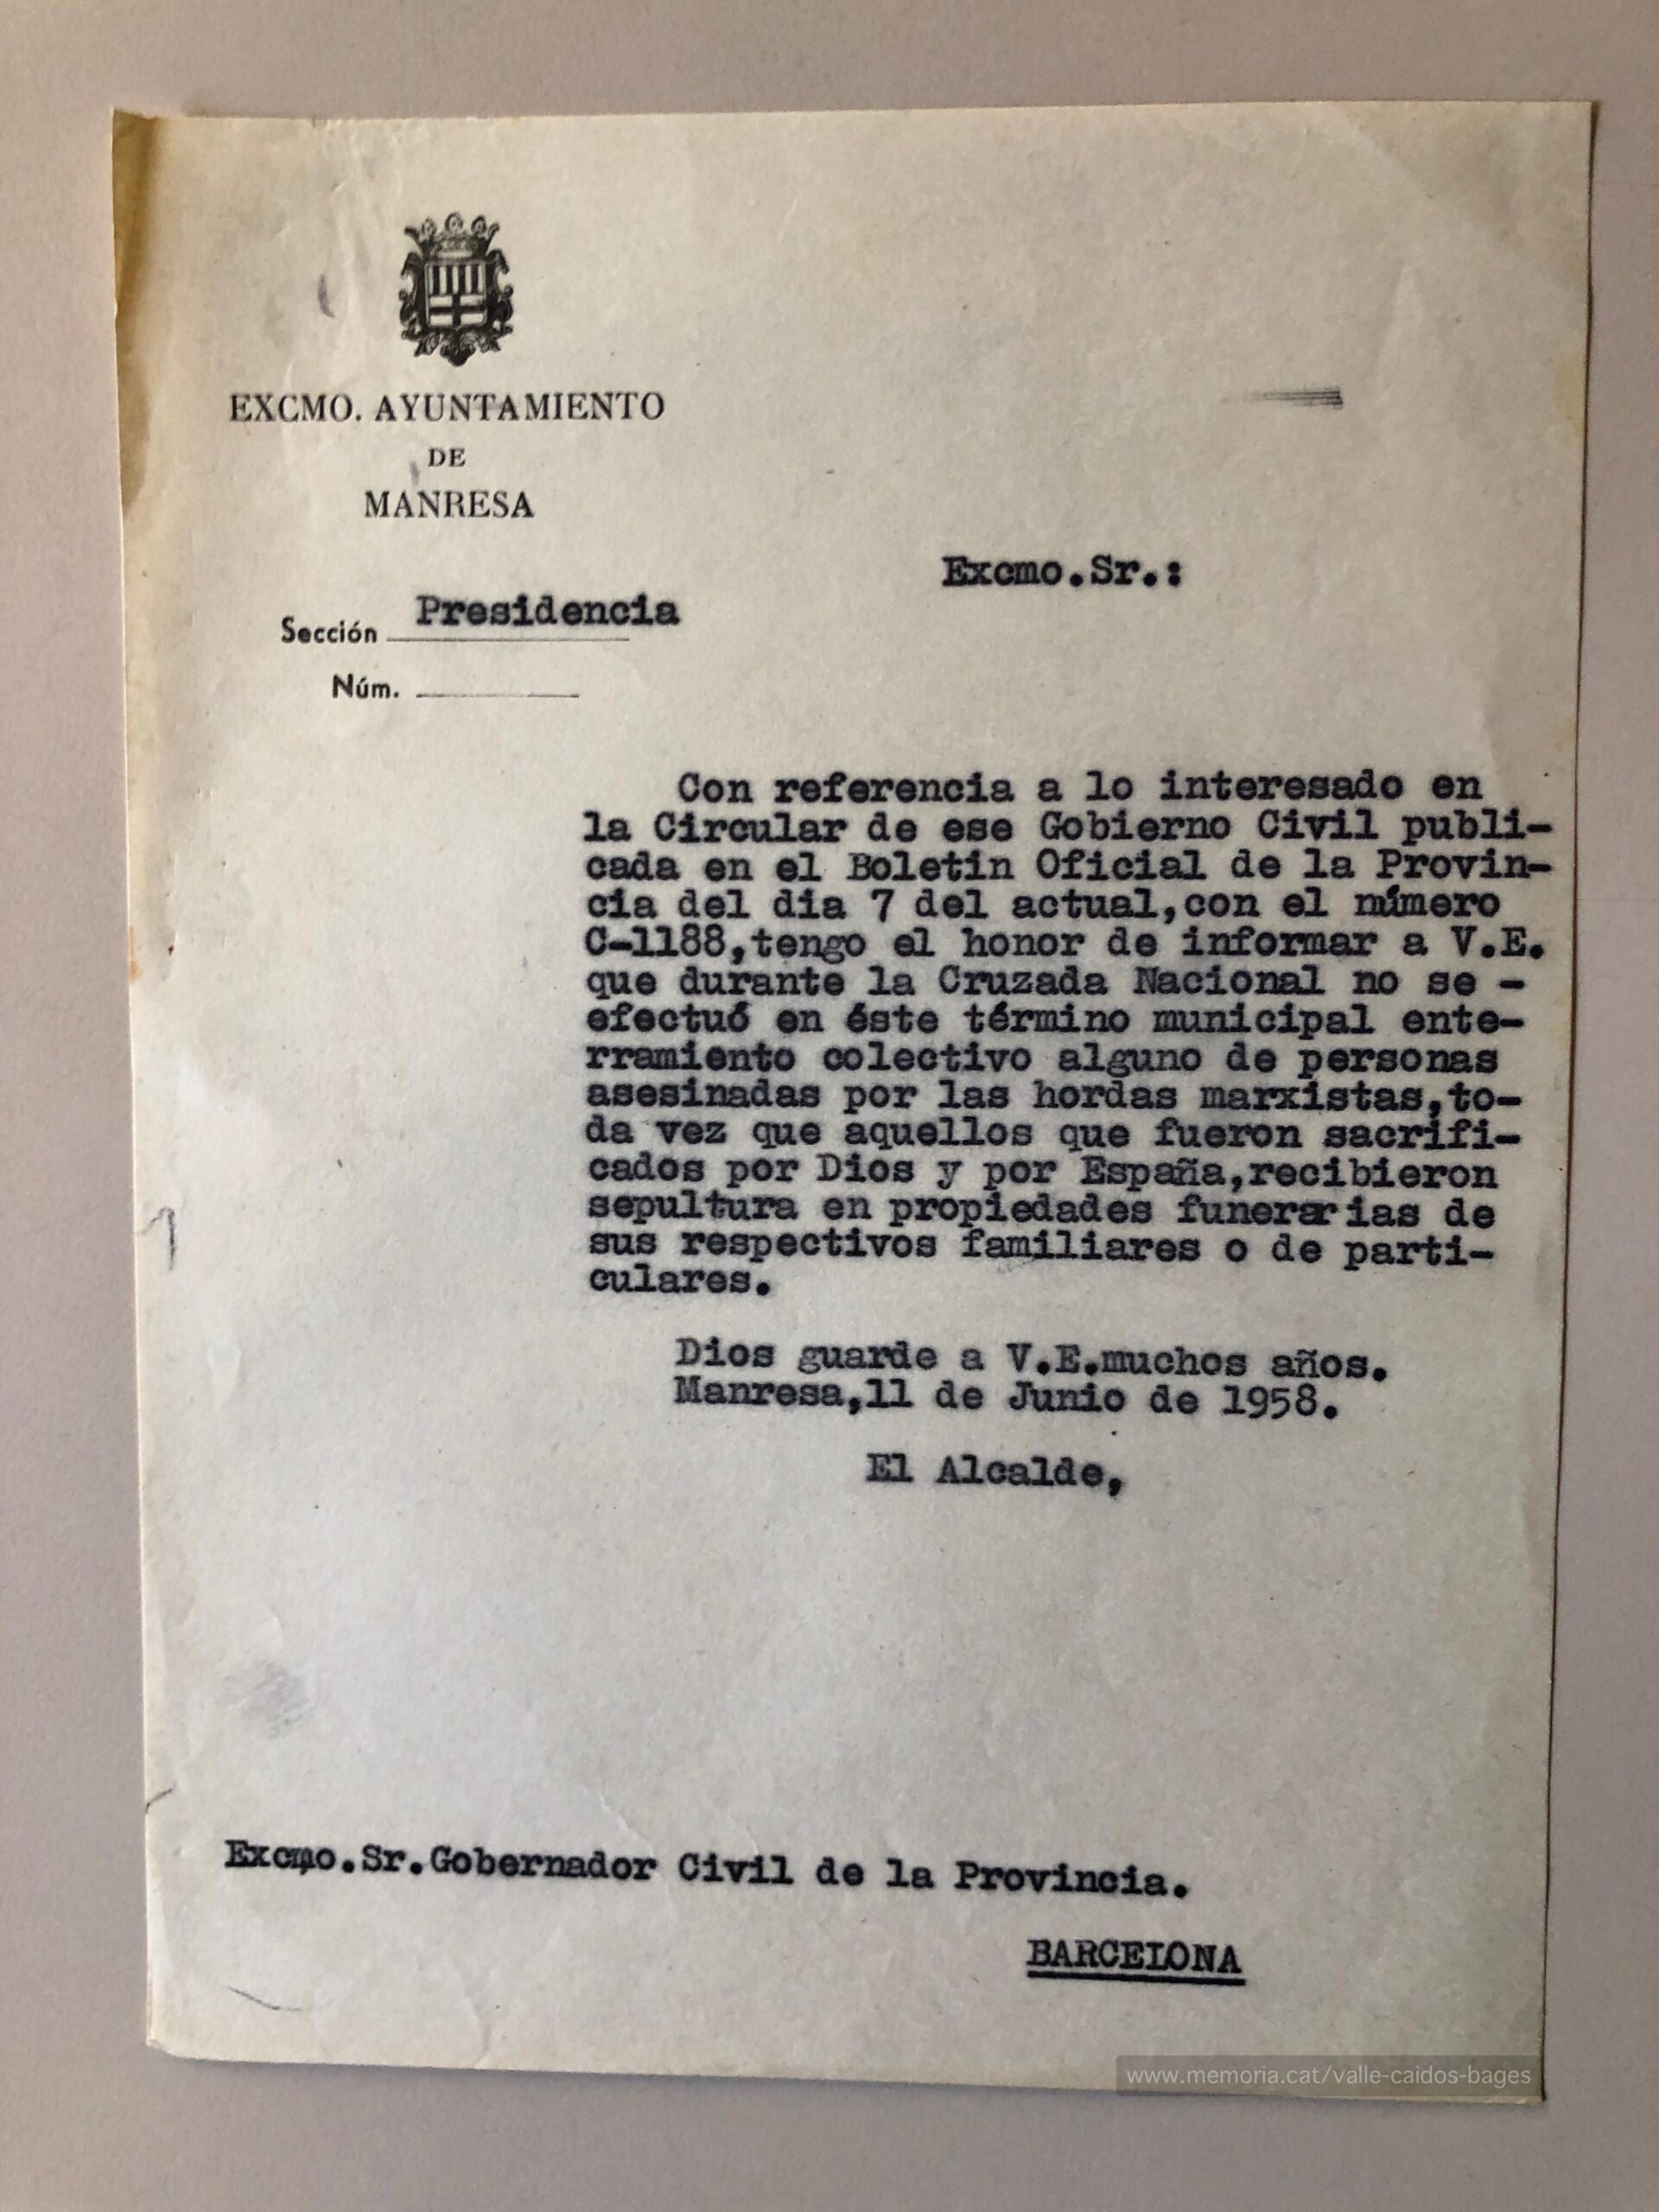 EXCMO. AYUNTAMIENTO
DE
MANRESA
Sección Presidencia
Núm.
Excmo.Sr.:
Con referencia a lo interesado en
la Circular de ese Gobierno Civil publi-
cada en el Boletin Oficial de la Provin-
cia del dia 7 del actual,con el número
C-1188,tengo el honor de informar a V.E.
que durante la Cruzada Nacional no se -
efectuó en éste término municipal ente-
rramiento colectivo alguno de personas
asesinadas por las hordas marxistas,to-
da vez que aquellos que fueron sacrifi-
cados por Dios y por España,recibieron
sepultura en propiedades funerarias de
sus respectivos familiares o de parti-
culares.
Dios guarde a V.E.muchos años.
Manresa,11 de Junio de 1958.
El Alcalde,
Excmo.Sr.Gobernador Civil de la Provincia.
BARCELONA
www.memoria.cat/valle-caidos-bages